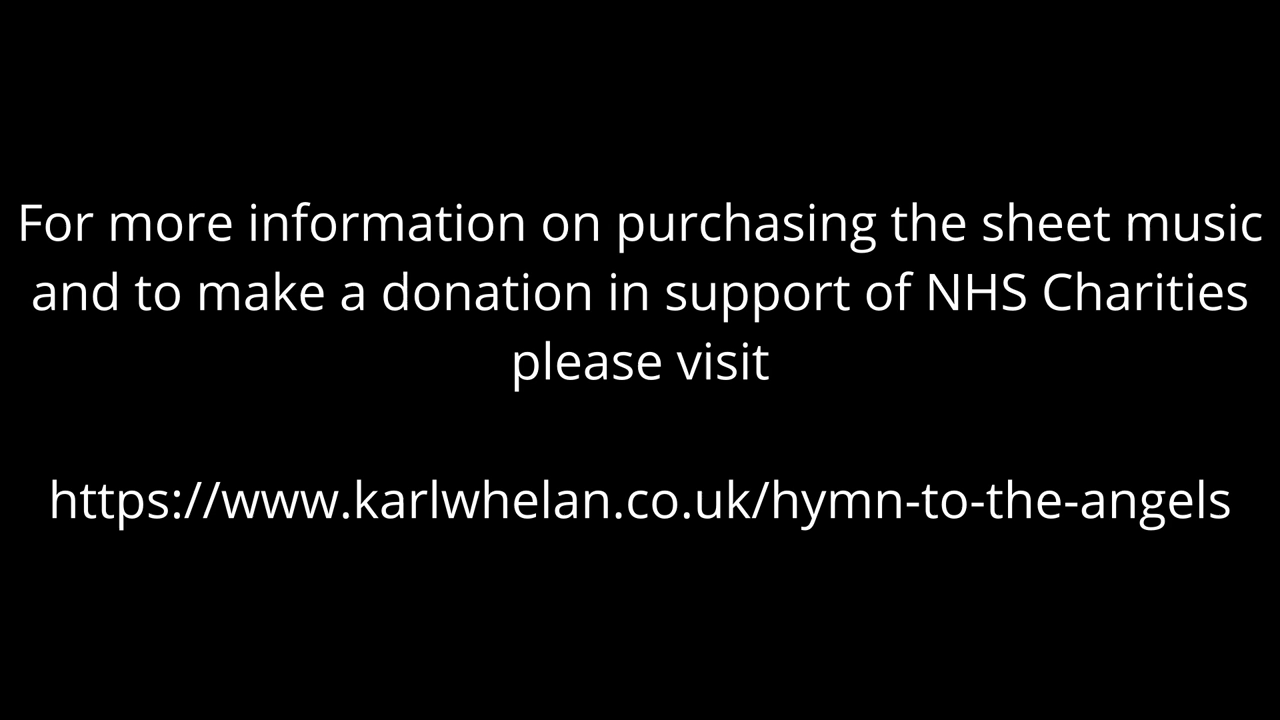 For more information on purchasing the sheet music
and to make a donation in support of NHS Charities
please visit
https://www.karlwhelan.co.uk/hymn-to-the-angels